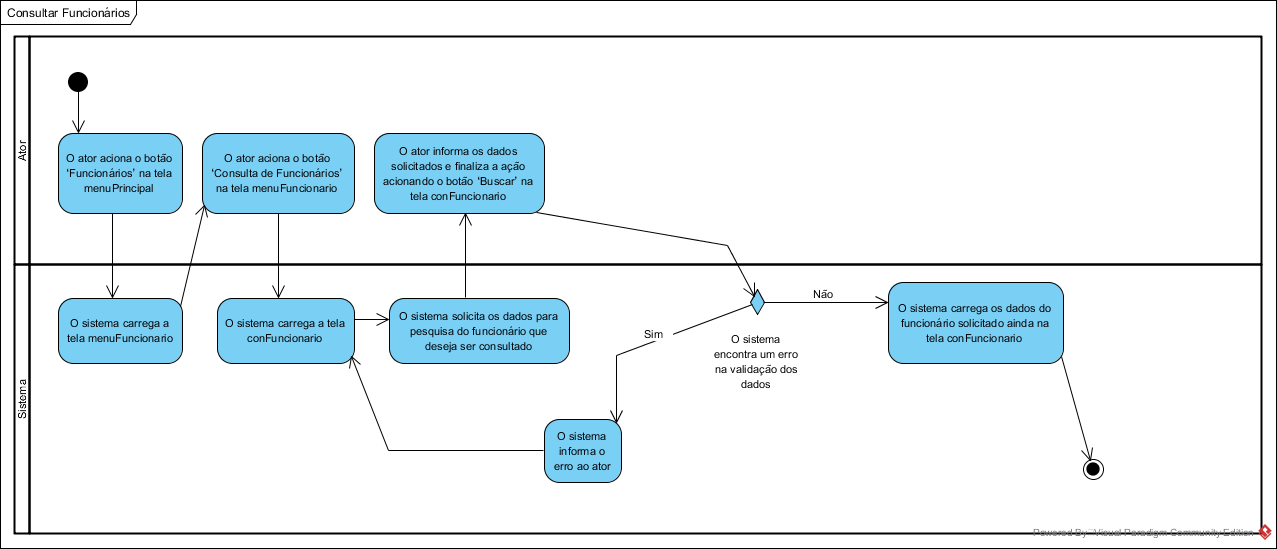 Consultar Funcionários
Ator
O ator aciona o botão
'Funcionários' na tela
menuPrincipal
O ator aciona o botão
'Consulta de Funcionários'
na tela menuFuncionario
O ator informa os dados
solicitados e finaliza a ação
acionando o botão 'Buscar' na
tela conFuncionario
Sistema
O sistema carrega a
tela menuFuncionario
O sistema carrega a tela
conFuncionario
O sistema solicita os dados para
pesquisa do funcionário que
deseja ser consultado
Sim
Não
O sistema
encontra um erro
na validação dos
dados
O sistema carrega os dados do
funcionário solicitado ainda na
tela conFuncionario
O sistema
informa o
erro ao ator
Powered By Visual Paradigm Community Edition